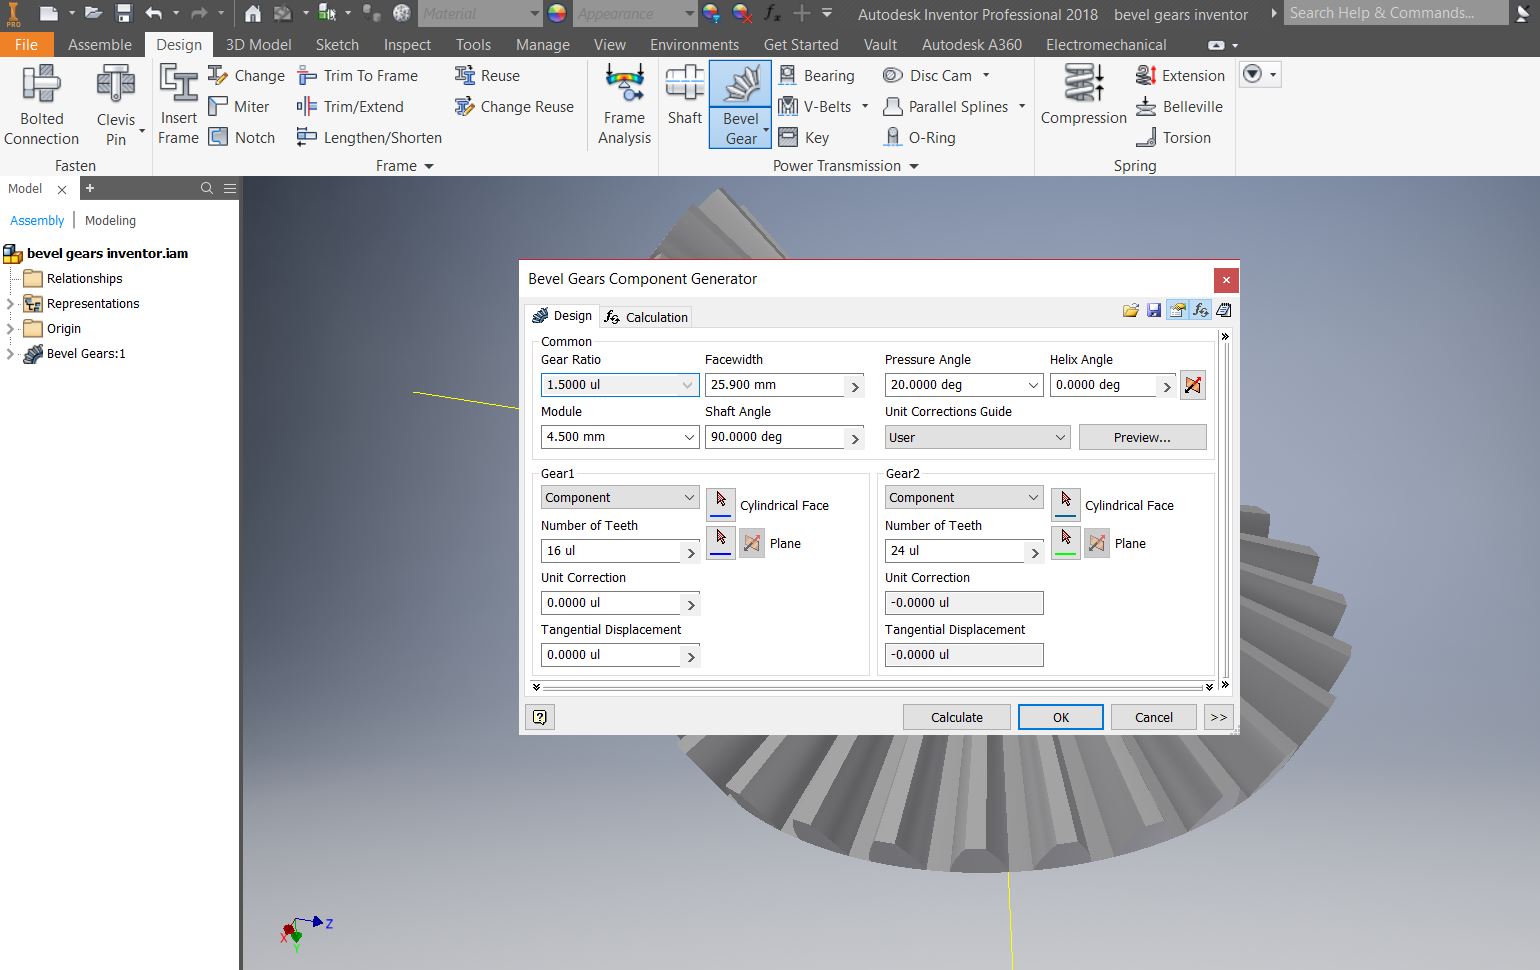 PRO
Material
Appearance
fx
Autodesk Inventor Professional 2018 bevel gears inventor
Search Help & Commands...
File Assemble Design 3D Model Sketch Inspect Tools Manage View Environments Get Started Vault Autodesk A360 Electromechanical
Bolted Connection
Clevis Pin
Fasten
Insert Frame
Change
Miter
Notch
Trim To Frame
Trim/Extend
Lengthen/Shorten
Reuse
Change Reuse
Frame
Frame Analysis
Shaft
Bevel Gear
Bearing
V-Belts
Key
Disc Cam
Parallel Splines
O-Ring
Power Transmission
Compression
Extension
Belleville
Torsion
Spring
Model
Assembly | Modeling
bevel gears inventor.iam
Relationships
Representations
Origin
Bevel Gears:1
Bevel Gears Component Generator
Design
Calculation
Common
Gear Ratio
1.5000 ul
Facewidth
25.900 mm
Pressure Angle
20.0000 deg
Helix Angle
0.0000 deg
Module
4.500 mm
Shaft Angle
90.0000 deg
Unit Corrections Guide
User
Preview...
Gear1
Component
Cylindrical Face
Number of Teeth
16 ul
Plane
Unit Correction
0.0000 ul
Tangential Displacement
0.0000 ul
Gear2
Component
Cylindrical Face
Number of Teeth
24 ul
Plane
Unit Correction
-0.0000 ul
Tangential Displacement
-0.0000 ul
Calculate
OK
Cancel
>>
Z
X
Y